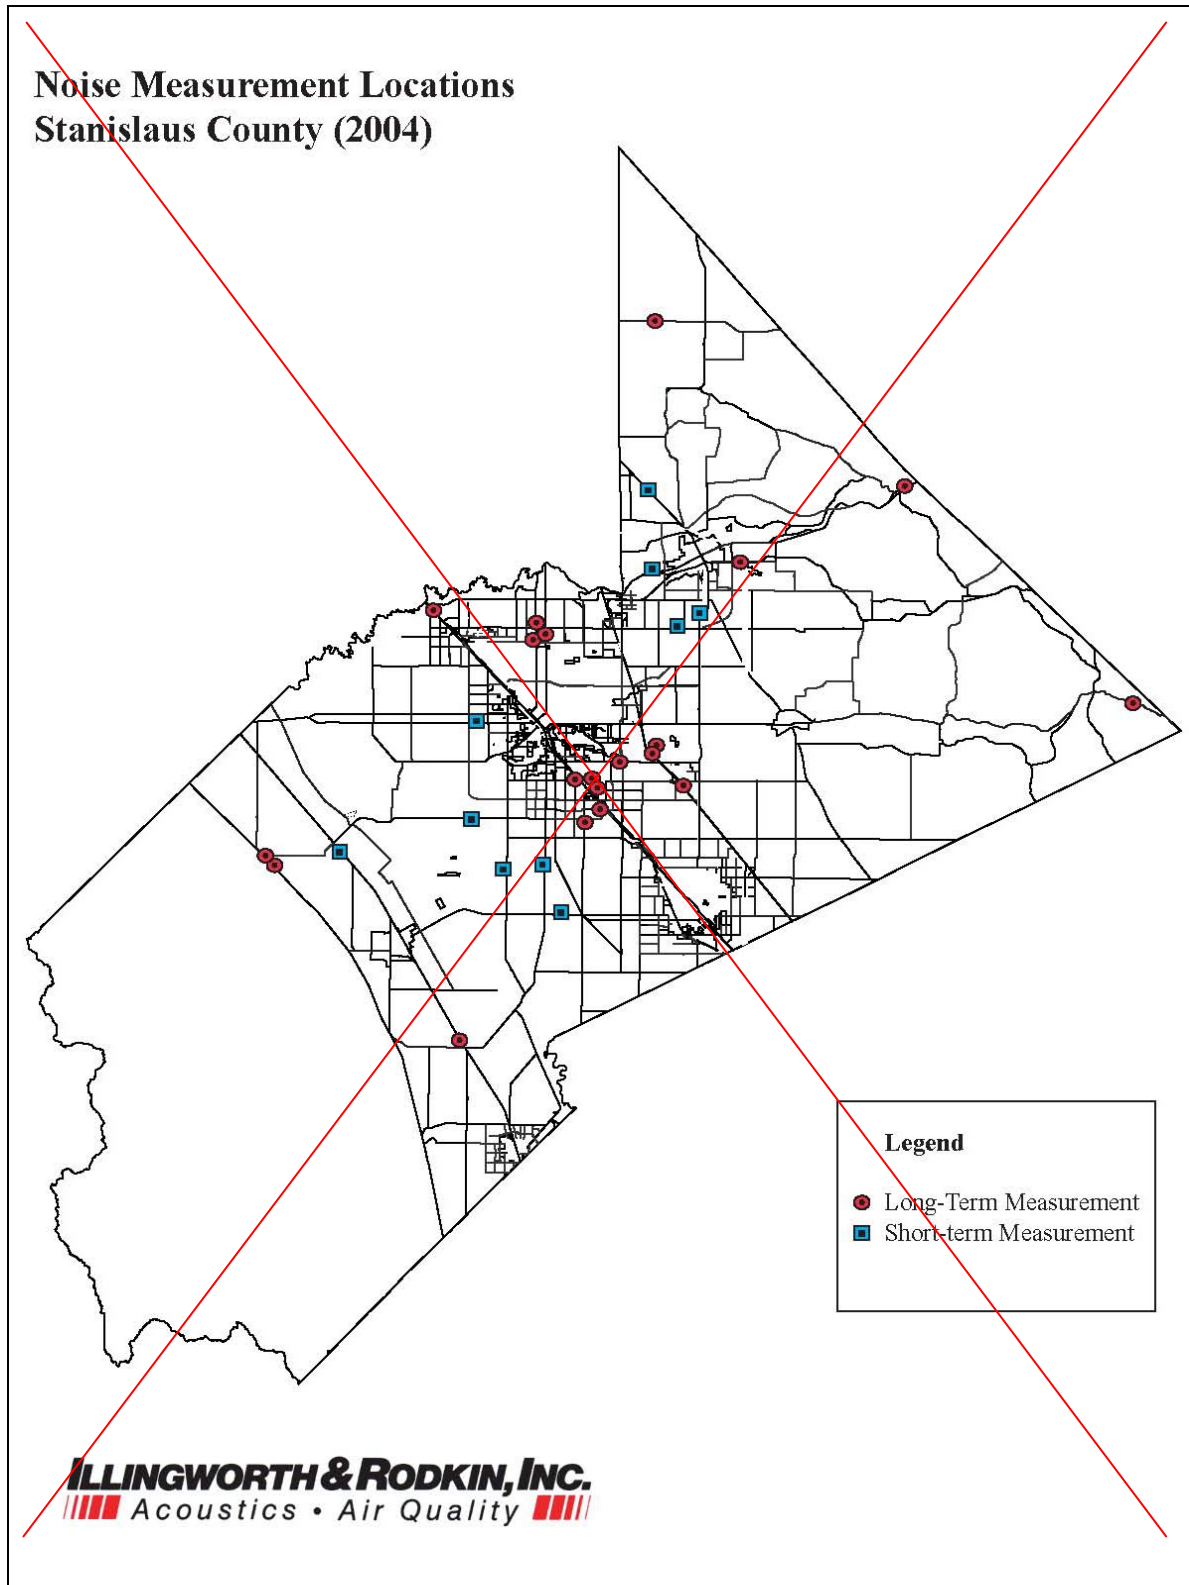 Noise Measurement Locations
Stanislaus County (2004)
Legend
Long-Term Measurement
Short-term Measurement
ILLINGWORTH & RODKIN, INC.
Acoustics • Air Quality